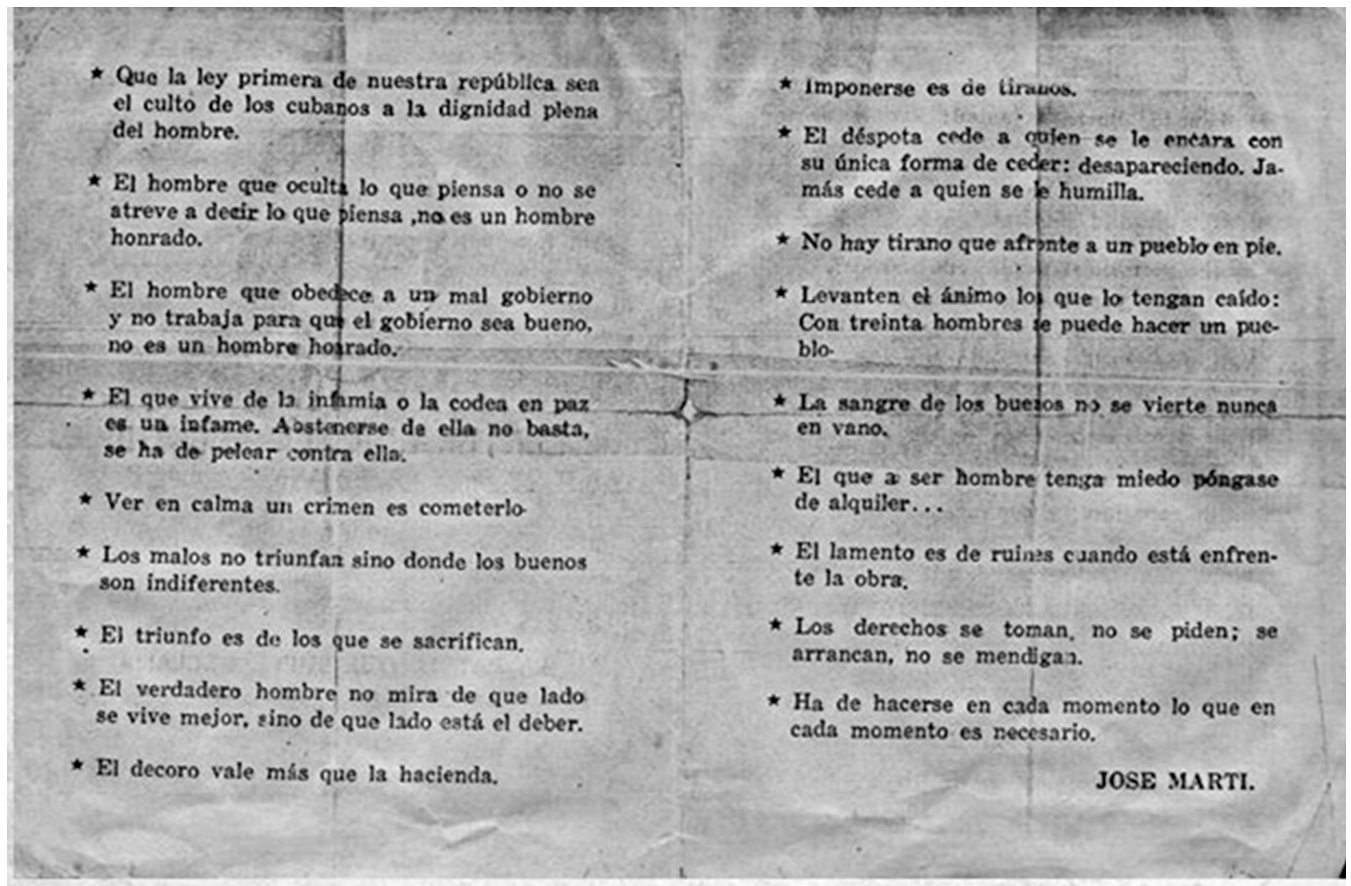 ★ Que la ley primera de nuestra república sea
el culto de los cubanos a la dignidad plena
del hombre.
★ El hombre que oculta lo que piensa o no se
atreve a decir lo que piensa ,no es un hombre
honrado.
★ El hombre que obedece a un mal gobierno
y no trabaja para que el gobierno sea bueno,
no es un hombre honrado.
★ El que vive de la infamia o la codea en paz
es un infame. Abstenerse de ella no basta,
se ha de pelear contra ella.
★ Ver en calma un crimen es cometerlo
★ Los malos no triunfan sino donde los buenos
son indiferentes.
★ El triunfo es de los que se sacrifican.
★ El verdadero hombre no mira de que lado
se vive mejor, sino de que lado está el deber.
★ El decoro vale más que la hacienda.
★ Imponerse es de tiranos.
★ El déspota cede a quien se le encara con
su única forma de ceder: desapareciendo. Ja-
más cede a quien se le humilla.
★ No hay tirano que afronte a un pueblo en pie.
★ Levanten el ánimo los que lo tengan caído:
Con treinta hombres se puede hacer un pue-
blo.
★ La sangre de los buenos no se vierte nunca
en vano.
★ El que a ser hombre tenga miedo póngase
de alquiler...
★ El lamento es de ruines cuando está enfren-
te la obra.
★ Los derechos se toman, no se piden; se
arrancan, no se mendigan.
★ Ha de hacerse en cada momento lo que en
cada momento es necesario.
JOSE MARTI.